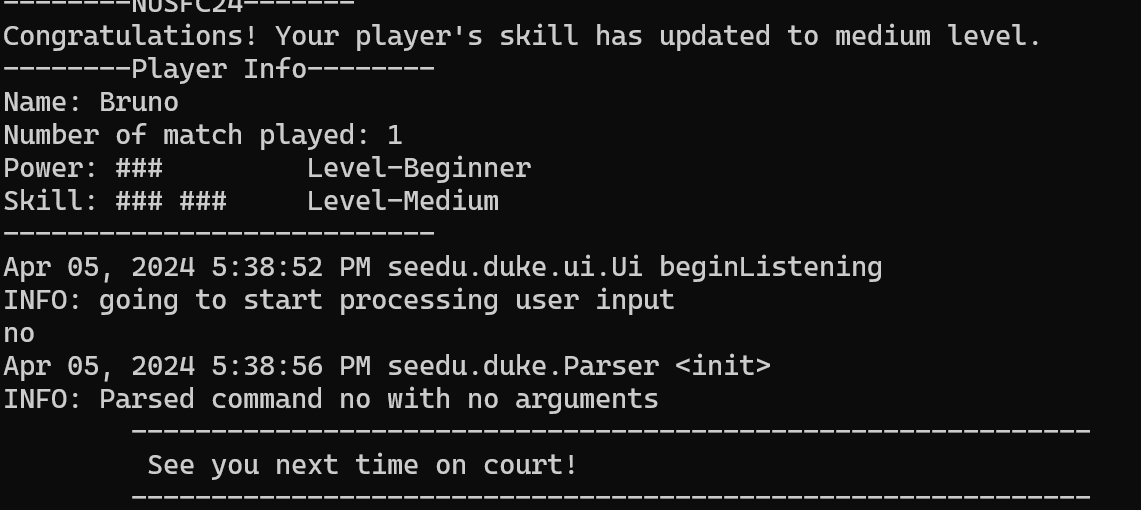 --------NUSFC24-------
Congratulations! Your player's skill has updated to medium level.
--------Player Info--------
Name: Bruno
Number of match played: 1
Power: ###         Level-Beginner
Skill: ### ###     Level-Medium
---------------------------
Apr 05, 2024 5:38:52 PM seedu.duke.ui.Ui beginListening
INFO: going to start processing user input
no
Apr 05, 2024 5:38:56 PM seedu.duke.Parser <init>
INFO: Parsed command no with no arguments
        ------------------------------------------------------------
         See you next time on court!
        ------------------------------------------------------------